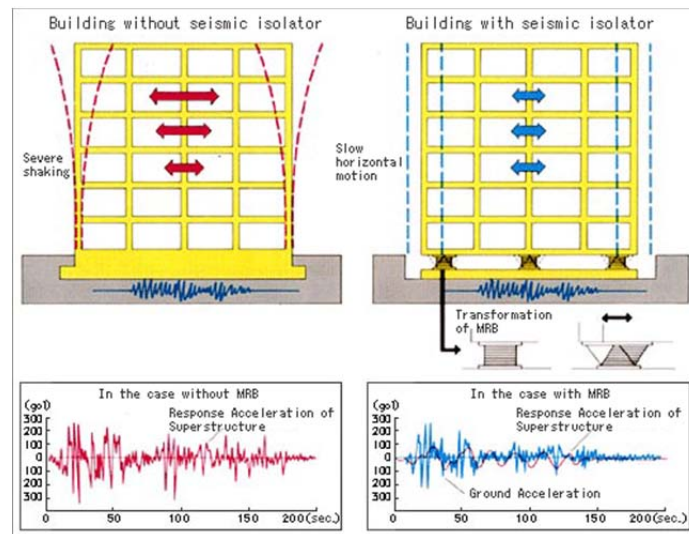 Building without seismic isolator
Building with seismic isolator
Severe
shaking
Slow
horizontal
motion
Transformation
of MRB
In the case without MRB
(gol)
Response Acceleration of
Superstructure
300
200
100
0
100
200
300
0
50
100
150
200(sec.)
In the case with MRB
(gol)
Response Acceleration of
Superstructure
Ground Acceleration
300
200
100
0
100
200
300
0
50
100
150
200(sec.)